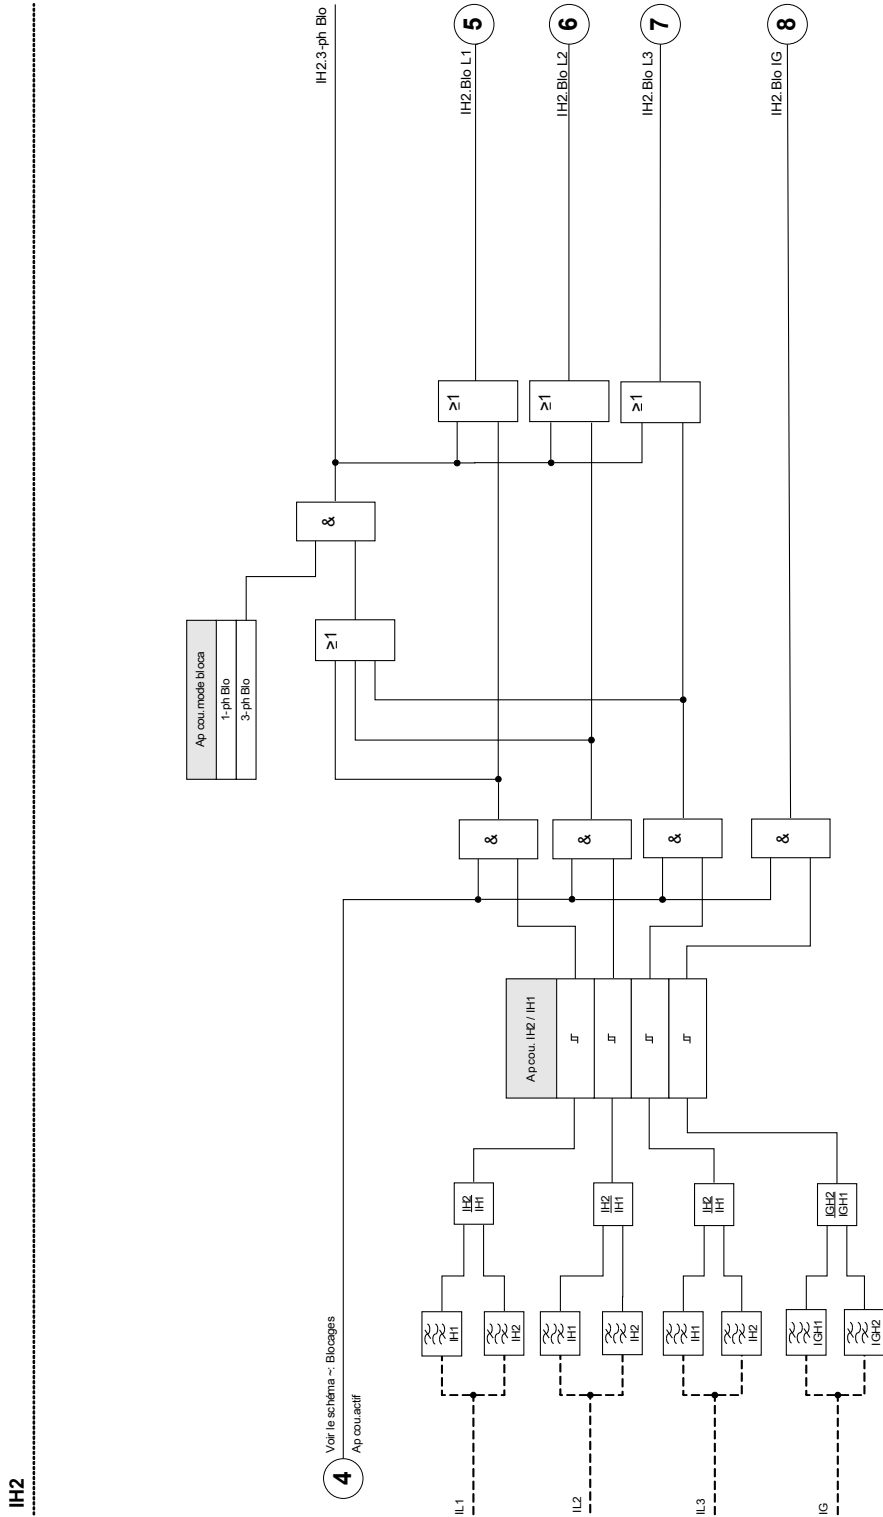 IH2
4
Voir le schéma ~: Blocages
Ap cou.actif
IL1
IL2
IL3
IG
IH1
IH2
IH1
IH2
IH1
IH2
IGH1
IGH2
IH2
IH1
IH2
IH1
IH2
IH1
IGH2
IGH1
Ap cou. IH2 / IH1
&
&
&
&
Ap cou.mode bloca
1-ph Blo
3-ph Blo
≥1
&
≥1
≥1
≥1
IH2.3-ph Blo
IH2.Blo L1
5
IH2.Blo L2
6
IH2.Blo L3
7
IH2.Blo IG
8